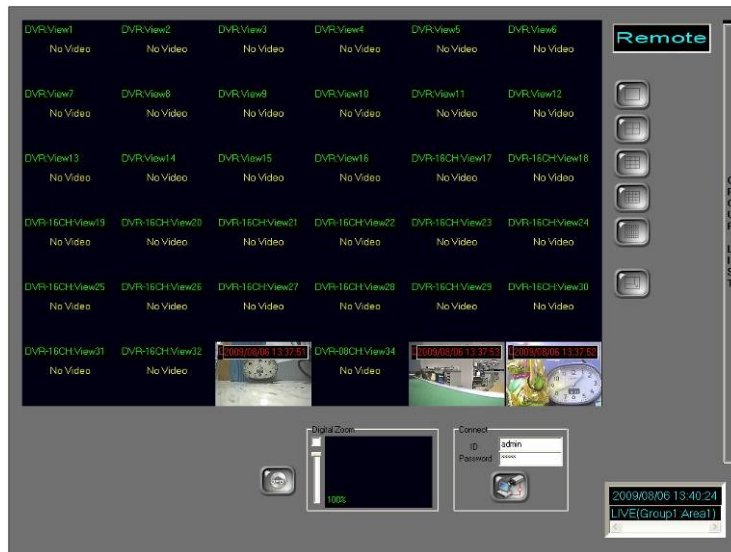 DVR:View1 DVR:View2 DVR:View3 DVR:View4 DVR:View5 DVR:View6
No Video No Video No Video No Video No Video No Video
DVR:View7 DVR:View8 DVR:View9 DVR:View10 DVR:View11 DVR:View12
No Video No Video No Video No Video No Video No Video
DVR:View13 DVR:View14 DVR:View15 DVR:View16 DVR-16CH:View17 DVR-16CH:View18
No Video No Video No Video No Video No Video No Video
DVR-16CH:View19 DVR-16CH:View20 DVR-16CH:View21 DVR-16CH:View22 DVR-16CH:View23 DVR-16CH:View24
No Video No Video No Video No Video No Video No Video
DVR-16CH:View25 DVR-16CH:View26 DVR-16CH:View27 DVR-16CH:View28 DVR-16CH:View29 DVR-16CH:View30
No Video No Video No Video No Video No Video No Video
DVR-16CH:View31 DVR-16CH:View32 2009/08/06 13:37:51 DVR-08CH:View34 2009/08/06 13:37:53 2009/08/06 13:37:52
No Video No Video No Video
Remote
Digital Zoom
100%
Connect
ID admin
Password *****
2009/08/06 13:40:24
LIVE(Group1 Area1)